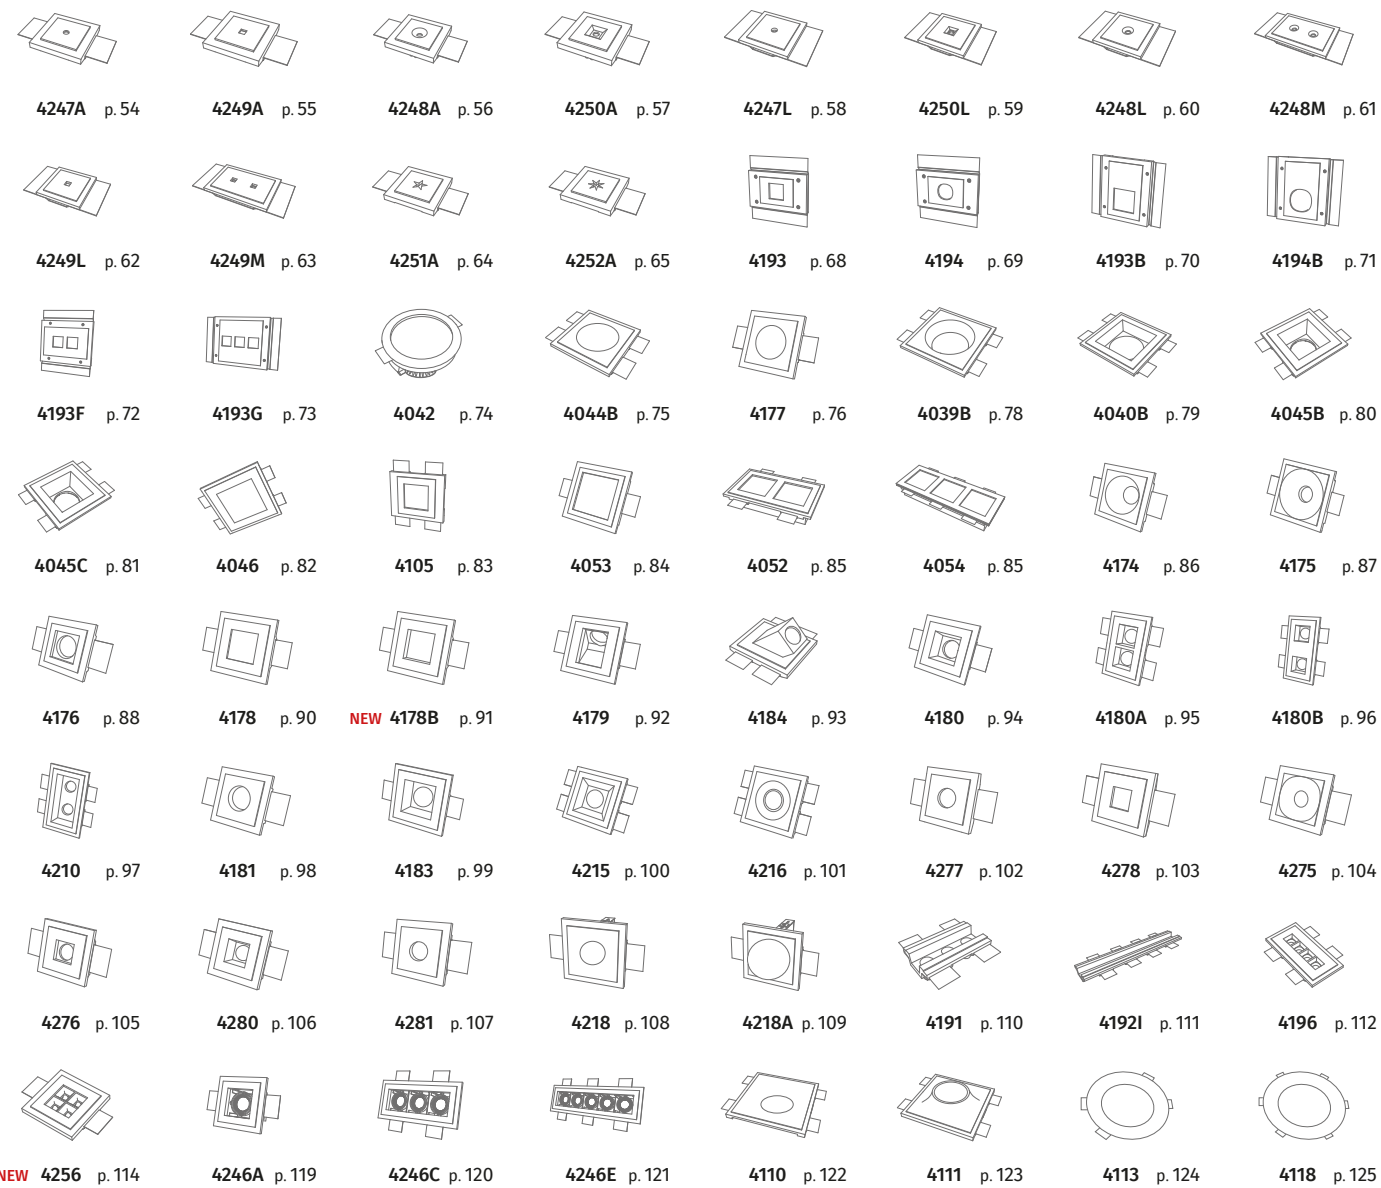 4247A p. 54 4249A p. 55 4248A p. 56 4250A p. 57 4247L p. 58 4250L p. 59 4248L p. 60 4248M p. 61
4249L p. 62 4249M p. 63 4251A p. 64 4252A p. 65 4193 p. 68 4194 p. 69 4193B p. 70 4194B p. 71
4193F p. 72 4193G p. 73 4042 p. 74 4044B p. 75 4177 p. 76 4039B p. 78 4040B p. 79 4045B p. 80
4045C p. 81 4046 p. 82 4105 p. 83 4053 p. 84 4052 p. 85 4054 p. 85 4174 p. 86 4175 p. 87
4176 p. 88 4178 p. 90 NEW 4178B p. 91 4179 p. 92 4184 p. 93 4180 p. 94 4180A p. 95 4180B p. 96
4210 p. 97 4181 p. 98 4183 p. 99 4215 p. 100 4216 p. 101 4277 p. 102 4278 p. 103 4275 p. 104
4276 p. 105 4280 p. 106 4281 p. 107 4218 p. 108 4218A p. 109 4191 p. 110 4192I p. 111 4196 p. 112
NEW 4256 p. 114 4246A p. 119 4246C p. 120 4246E p. 121 4110 p. 122 4111 p. 123 4113 p. 124 4118 p. 125